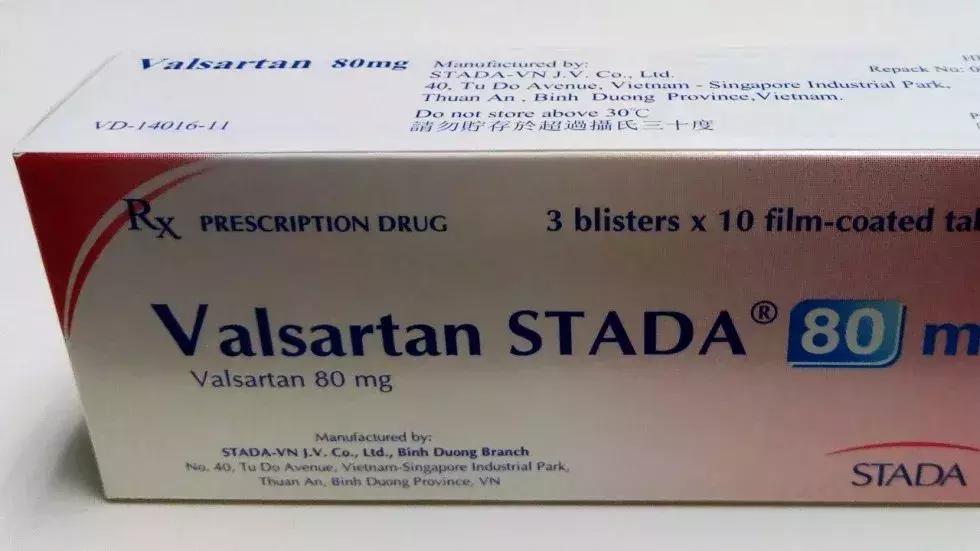 Valsartan 80mg
VD-14016-11
Manufactured by:
STADA-VN J.V. Co., Ltd.
40, Tu Do Avenue, Vietnam - Singapore Industrial Park,
Thuan An , Binh Duong Province,Vietnam.
Do not store above 30℃
請勿貯存於超過攝氏三十度
Repack No:
Rx PRESCRIPTION DRUG
3 blisters x 10 film-coated
Valsartan STADA® 80
Valsartan 80 mg
Manufactured by:
STADA-VN J.V. Co., Ltd., Binh Duong Branch
No. 40, Tu Do Avenue, Vietnam-Singapore Industrial Park,
Thuan An, Binh Duong Province, VN
STADA